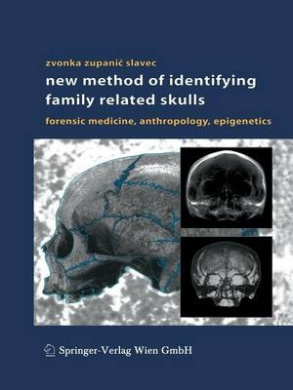 zvonka zupanič slavec
new method of identifying
family related skulls
forensic medicine, anthropology, epigenetics
Springer-Verlag Wien GmbH